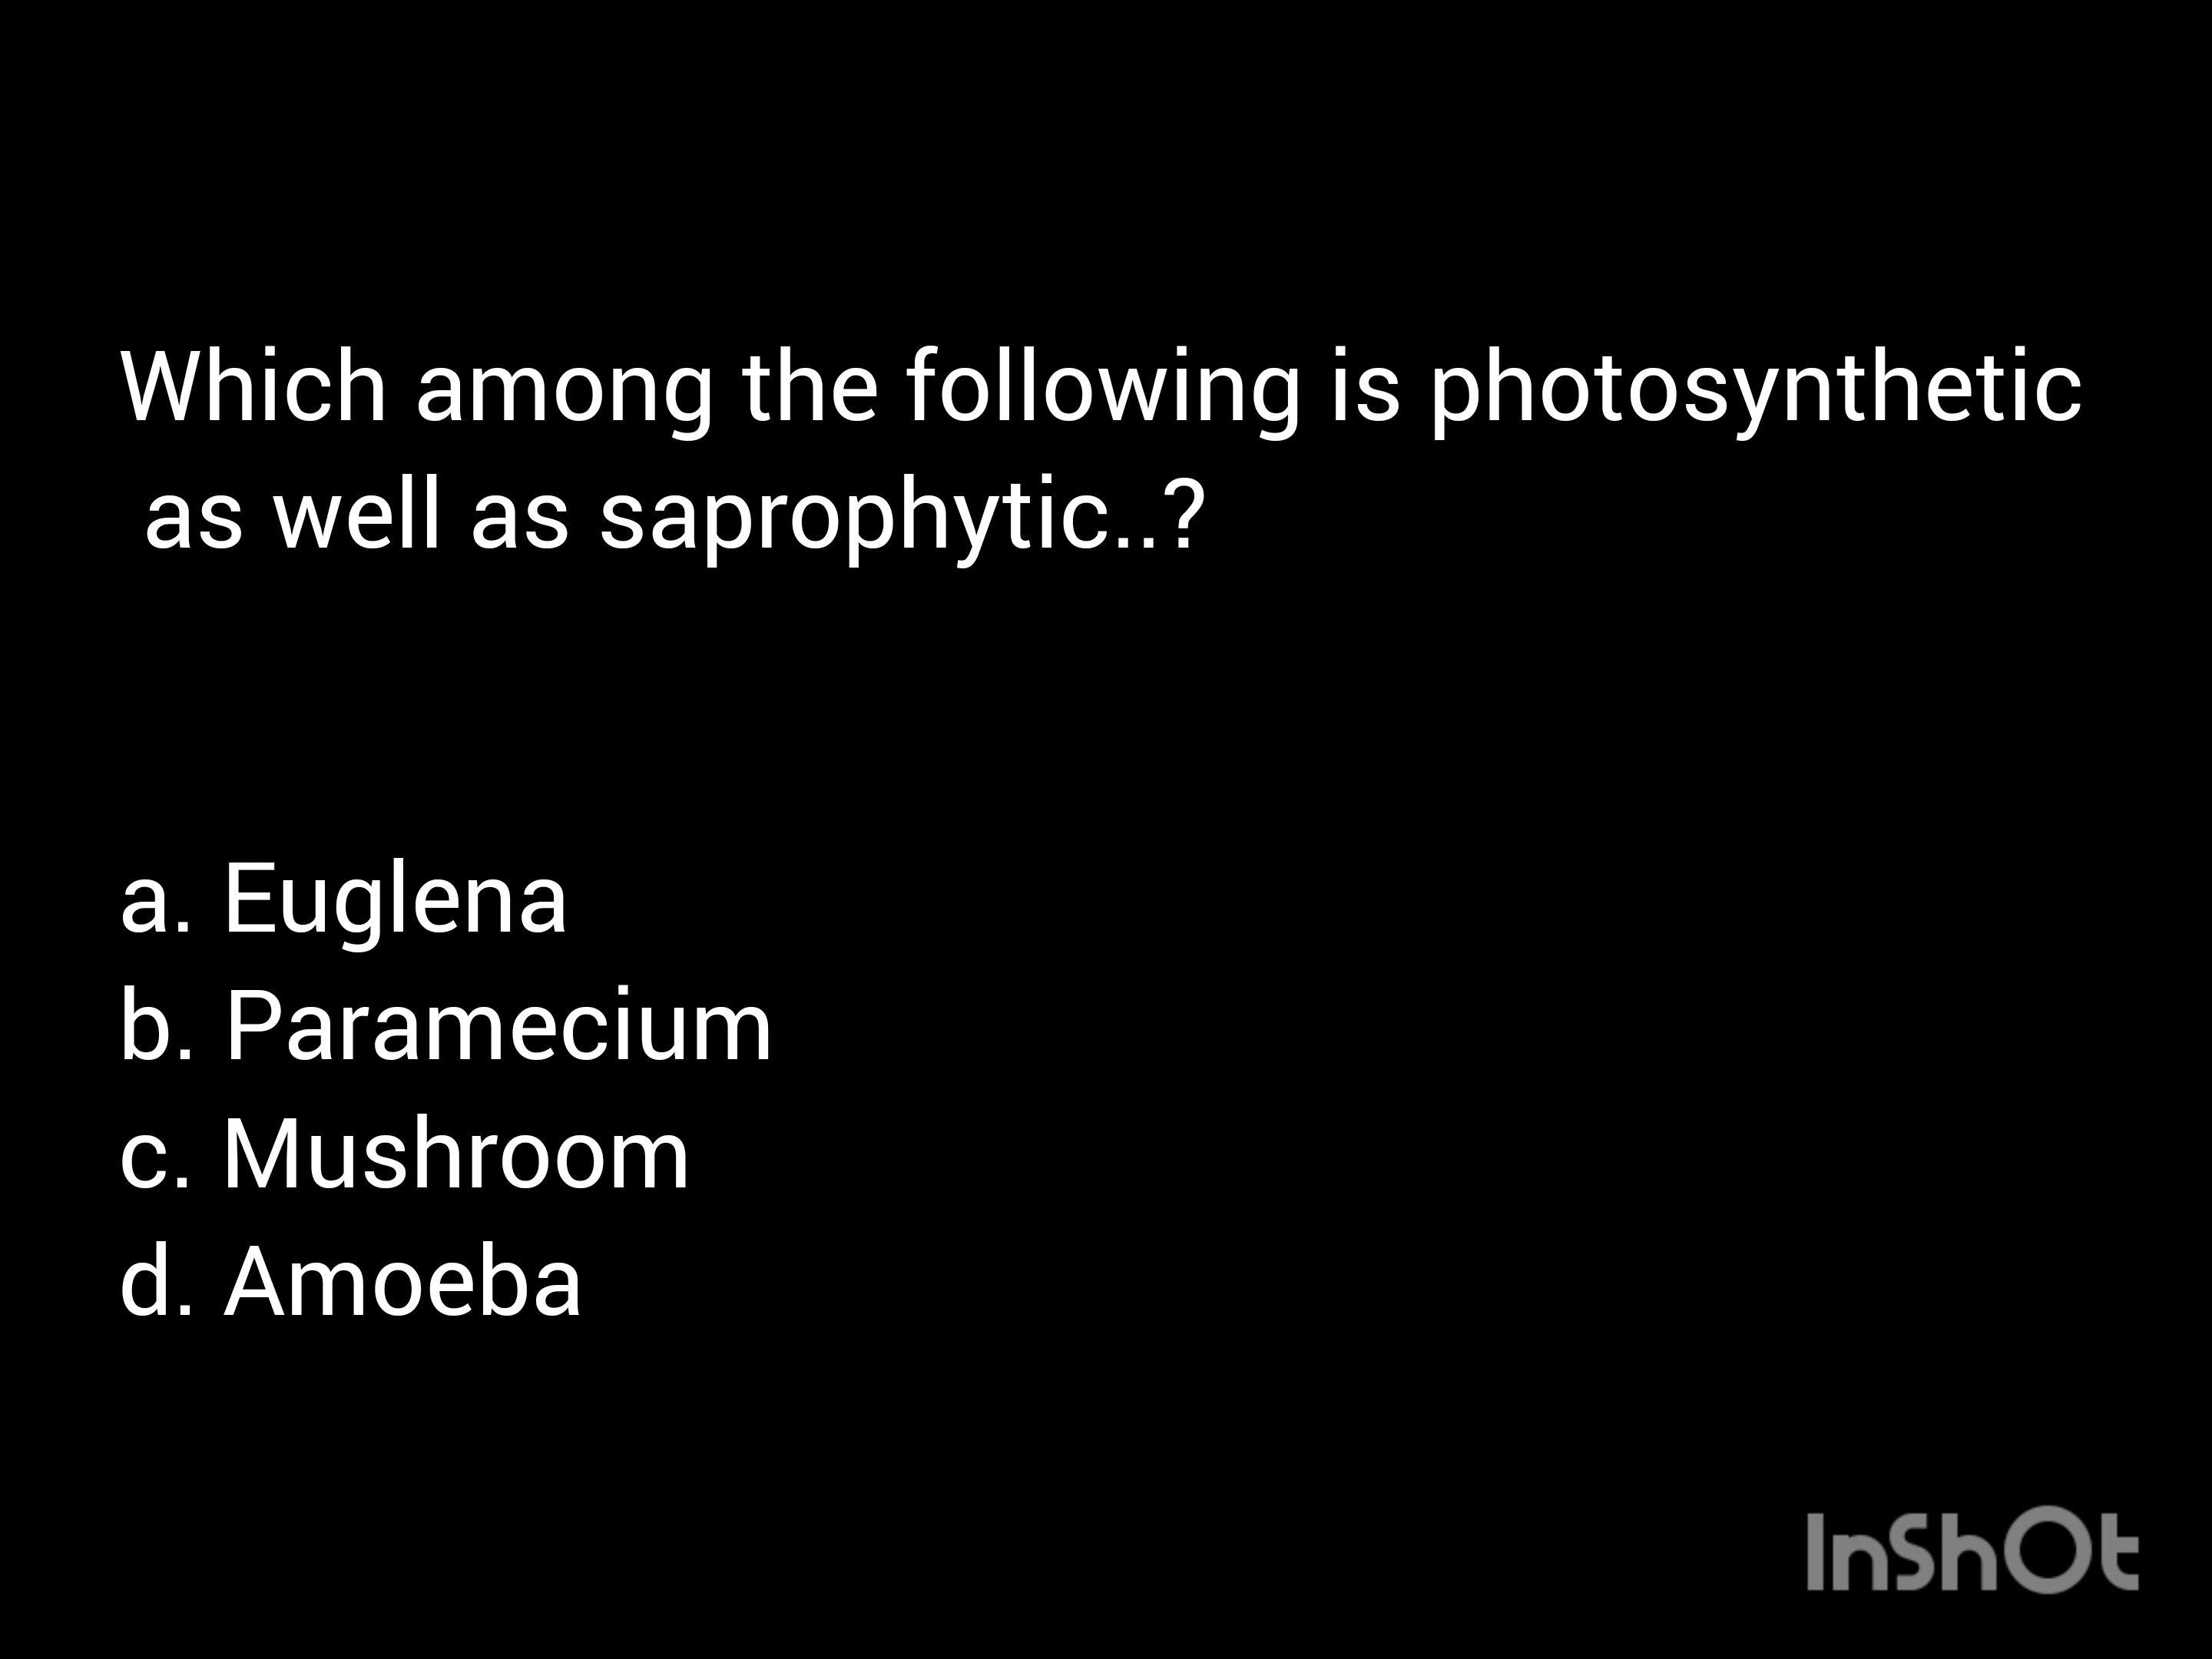 Which among the following is photosynthetic
as well as saprophytic..?
a. Euglena
b. Paramecium
c. Mushroom
d. Amoeba
InShOt